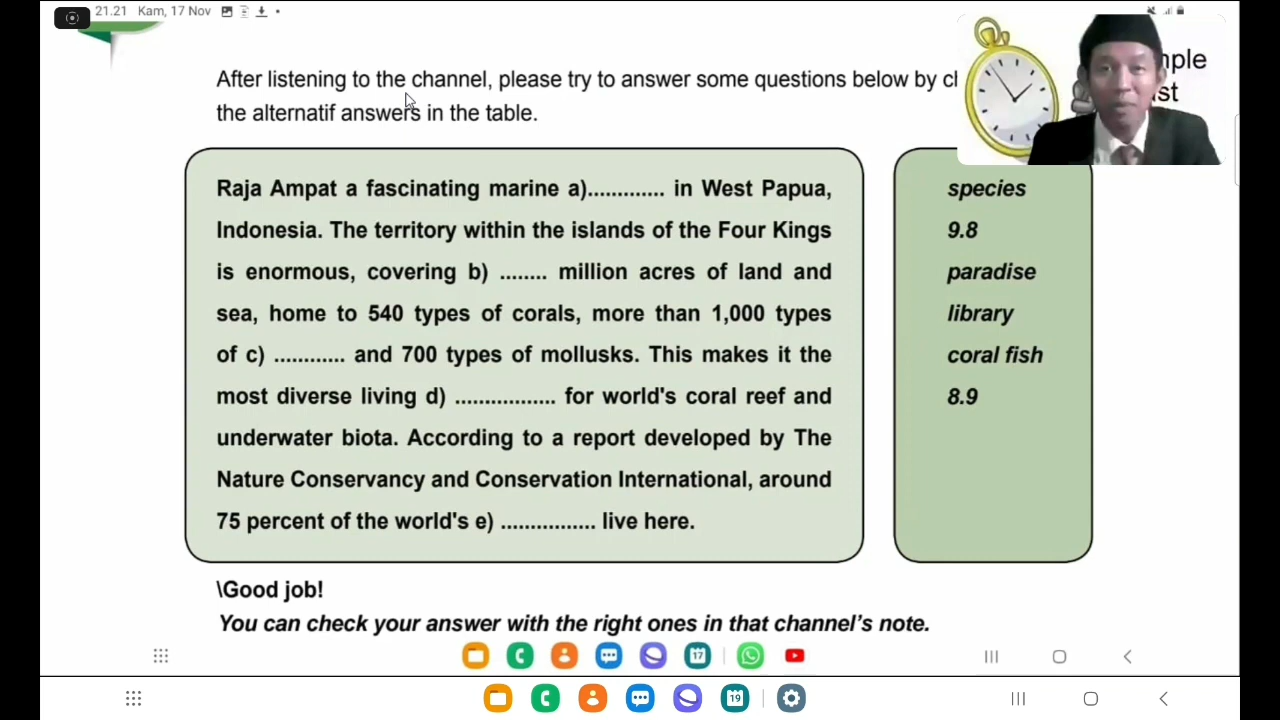 21.21 Kam, 17 Nov
After listening to the channel, please try to answer some questions below by
the alternatif answers in the table.
Raja Ampat a fascinating marine a)............. in West Papua,
Indonesia. The territory within the islands of the Four Kings
is enormous, covering b) ........ million acres of land and
sea, home to 540 types of corals, more than 1,000 types
of c) ............ and 700 types of mollusks. This makes it the
most diverse living d) ................. for world's coral reef and
underwater biota. According to a report developed by The
Nature Conservancy and Conservation International, around
75 percent of the world's e) ................ live here.
species
9.8
paradise
library
coral fish
8.9
\Good job!
You can check your answer with the right ones in that channel's note.
17
19